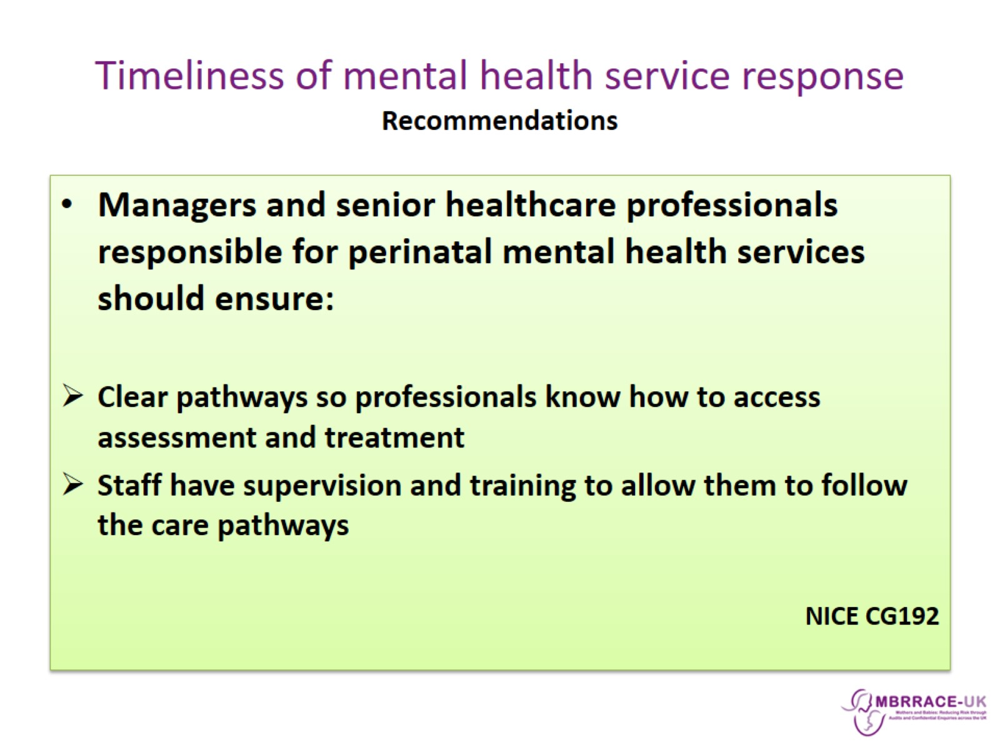 Timeliness of mental health service response
Recommendations
• Managers and senior healthcare professionals
responsible for perinatal mental health services
should ensure:
➢ Clear pathways so professionals know how to access
assessment and treatment
➢ Staff have supervision and training to allow them to follow
the care pathways
NICE CG192
MBRRACE-UK
Mothers and Babies: Reducing Risk through
Audits and Confidential Enquiries across the UK